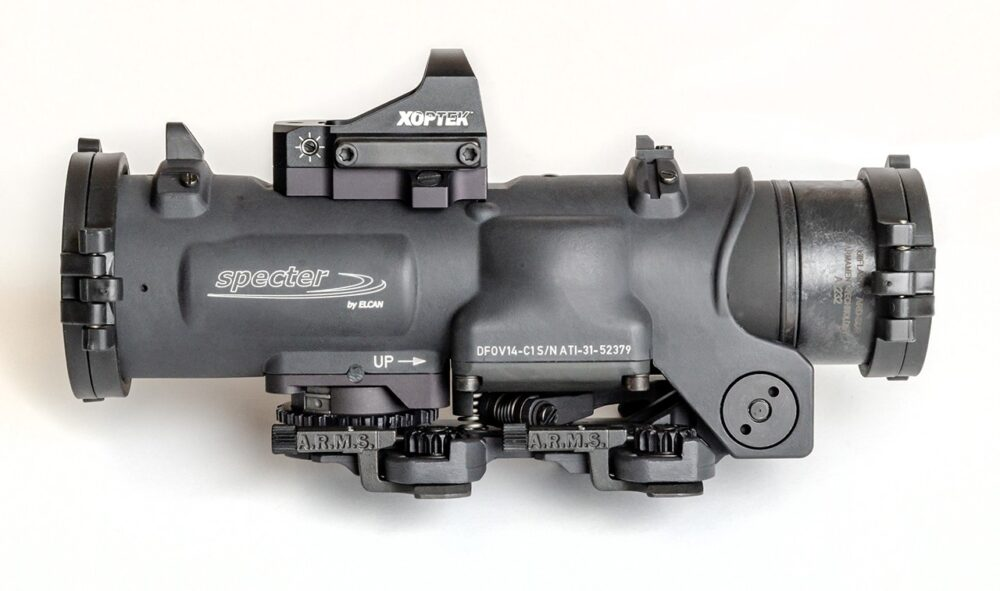 XOPTEK
specter
by ELCAN
DFOV14-C1 S/N ATI-31-52379
UP
A.R.M.S.
A.R.M.S.